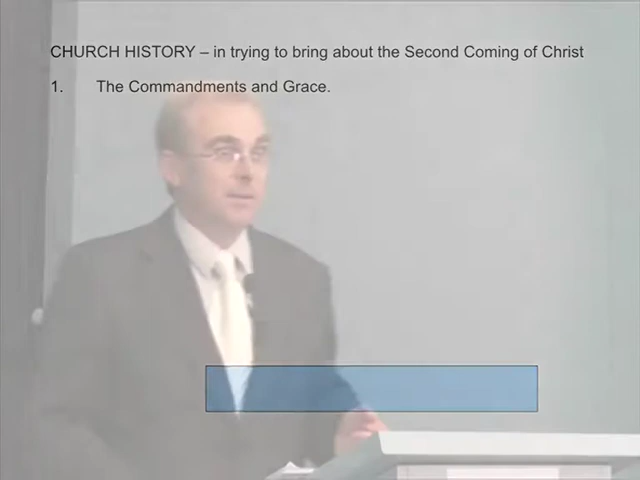 CHURCH HISTORY – in trying to bring about the Second Coming of Christ
1. The Commandments and Grace.